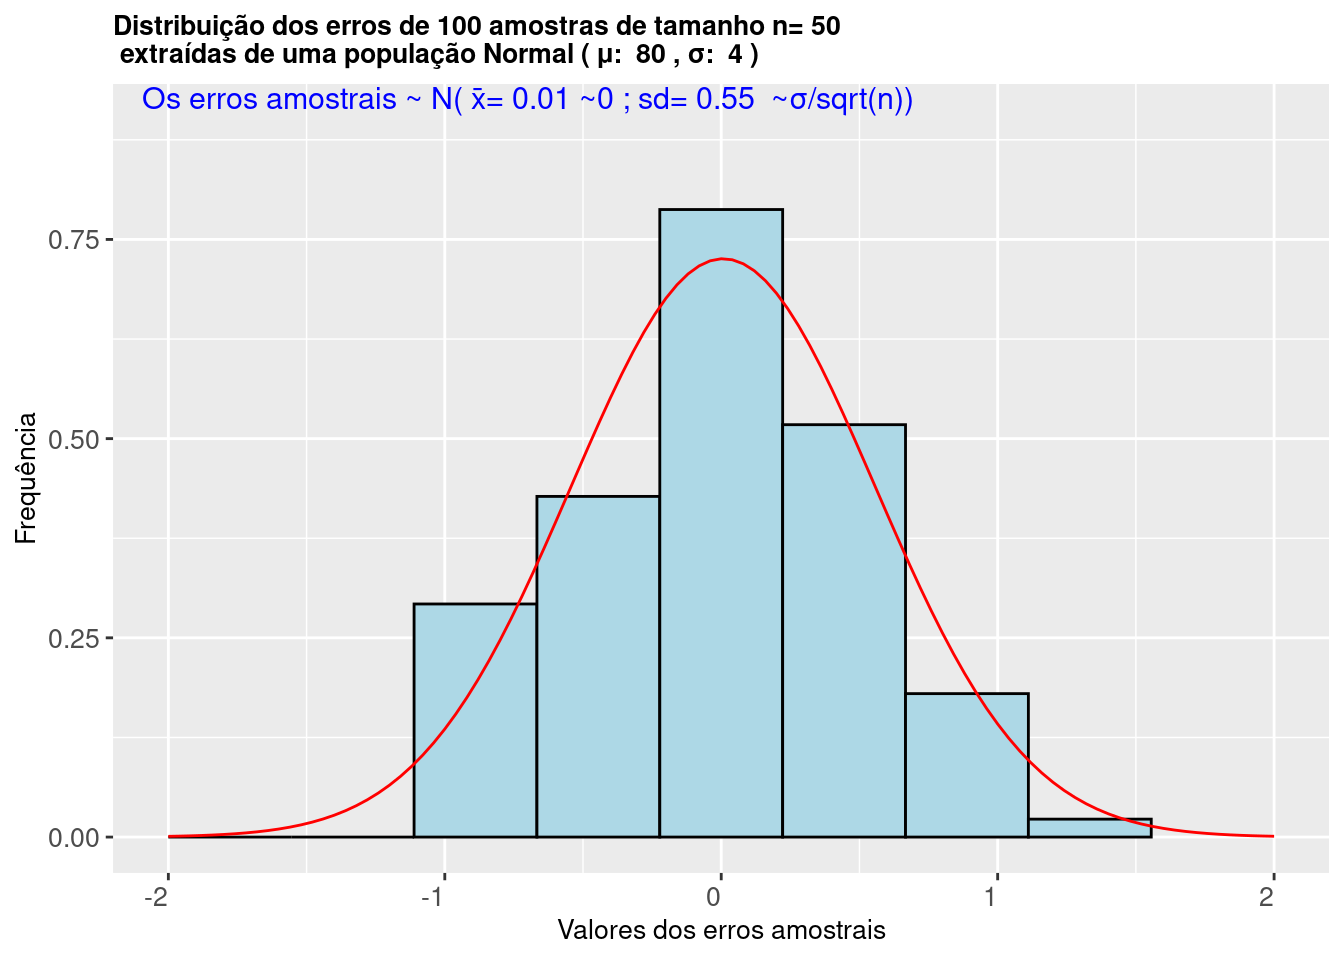 Distribuição dos erros de 100 amostras de tamanho n= 50
extraídas de uma população Normal ( μ:  80 , σ:  4 )
Os erros amostrais ~ N( x̄= 0.01 ~0 ; sd= 0.55  ~σ/sqrt(n))
0.75
0.50
0.25
0.00
Frequência
-2
-1
0
1
2
Valores dos erros amostrais